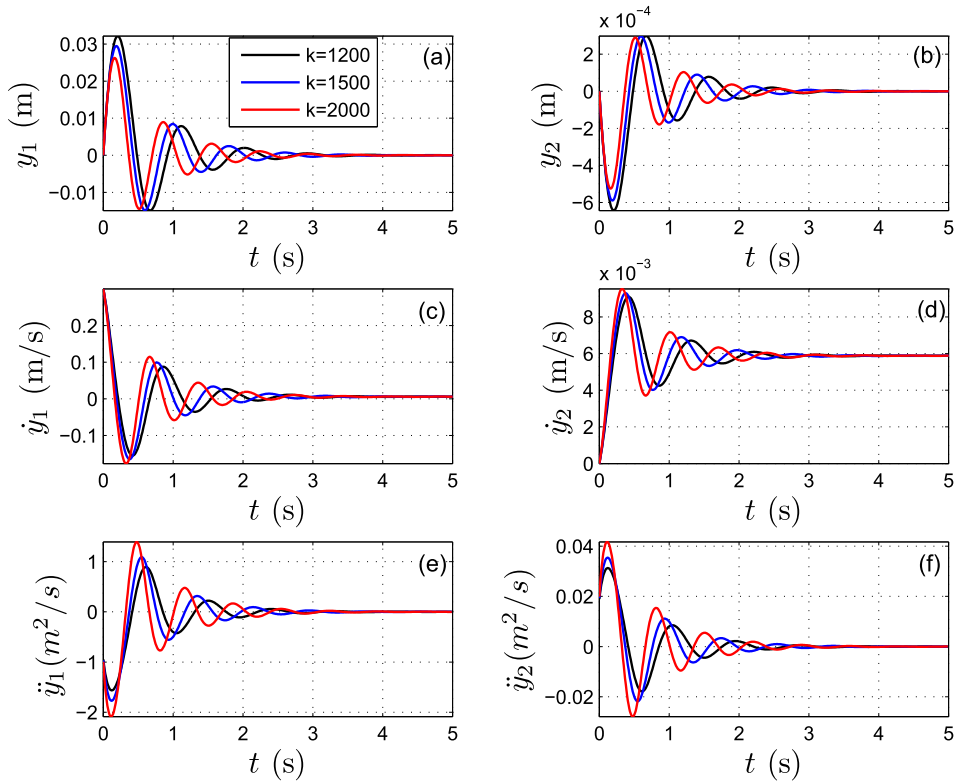 x 10⁻⁴
0.03
0.02
0.01
0
−0.01
y₁ (m)
(a)
k=1200
k=1500
k=2000
0 1 2 3 4 5
t (s)
2
0
−2
−4
−6
y₂ (m)
(b)
0 1 2 3 4 5
t (s)
x 10⁻³
0.2
0.1
0
−0.1
ẏ₁ (m/s)
(c)
0 1 2 3 4 5
t (s)
8
6
4
2
0
ẏ₂ (m/s)
(d)
0 1 2 3 4 5
t (s)
1
0
−1
−2
ÿ₁(m²/s)
(e)
0 1 2 3 4 5
t (s)
0.04
0.02
0
−0.02
ÿ₂(m²/s)
(f)
0 1 2 3 4 5
t (s)